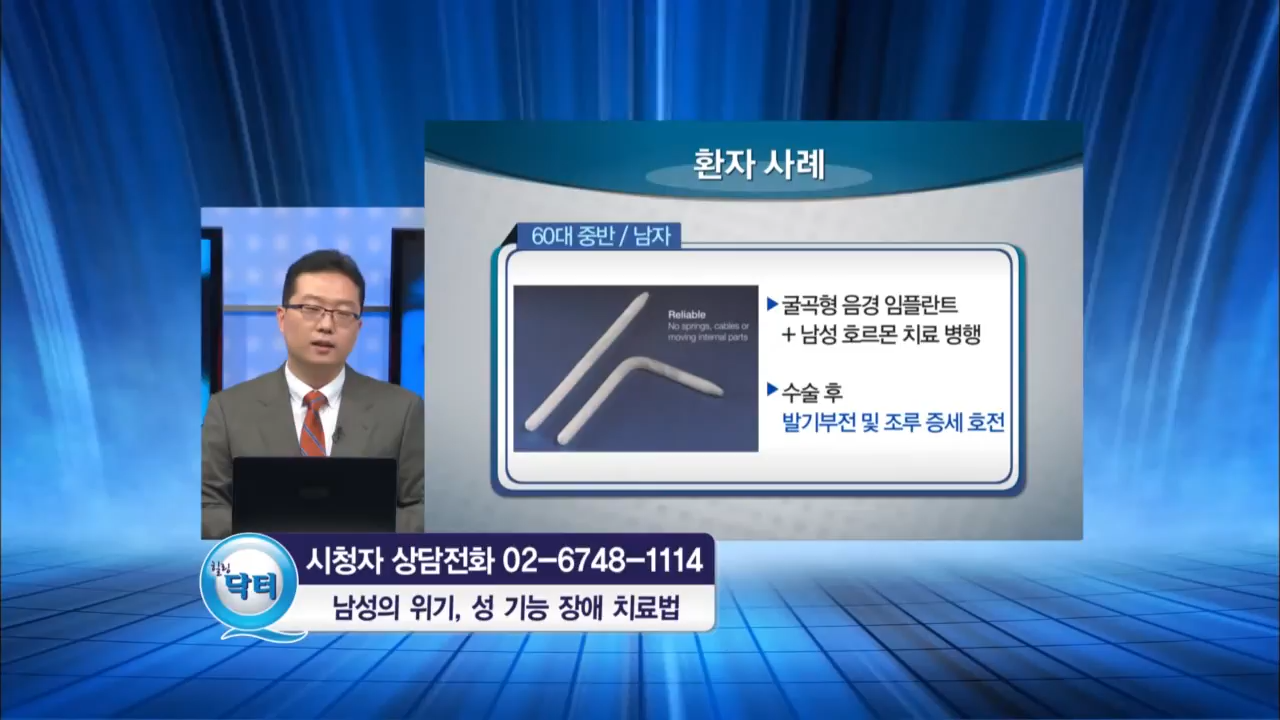 환자 사례
60대 중반 / 남자
Reliable
No springs, cables or
moving internal parts
▶굴곡형 음경 임플란트
+ 남성 호르몬 치료 병행
▶수술 후
발기부전 및 조루 증세 호전
힐링
닥터
시청자 상담전화 02-6748-1114
남성의 위기, 성 기능 장애 치료법